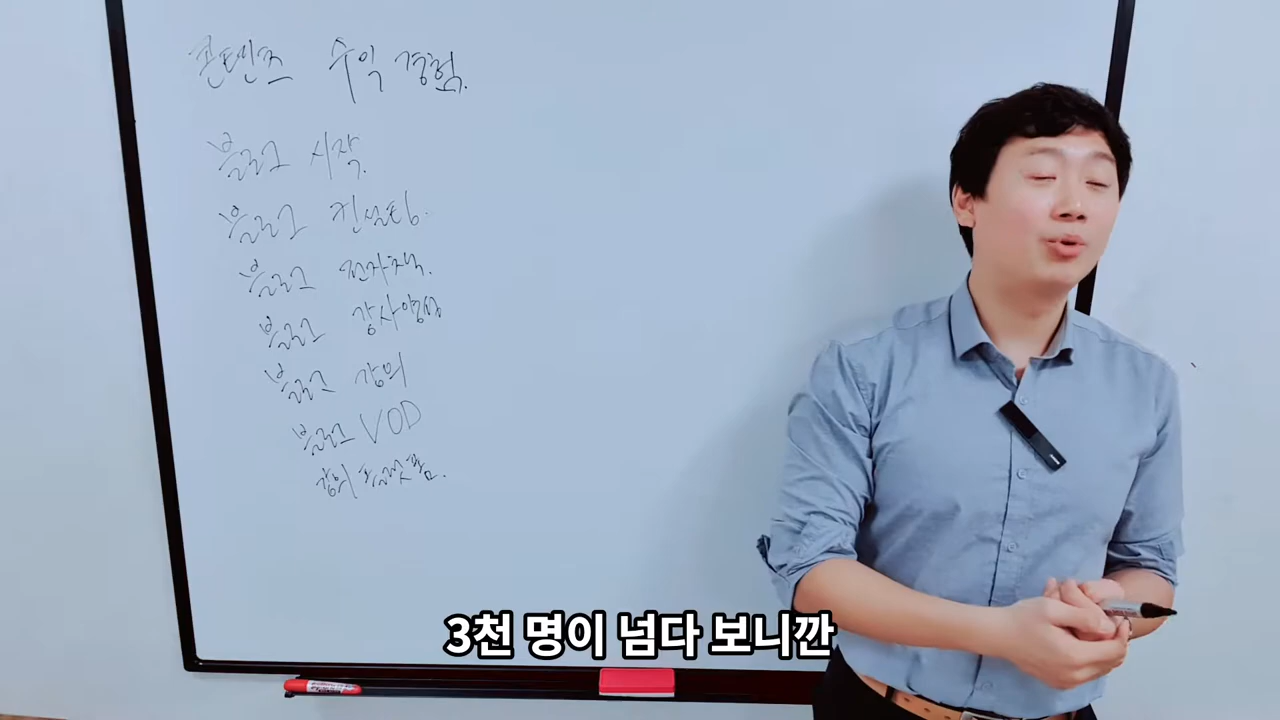 콘텐츠 수익 경험.
블로그 시작.
블로그 컨설팅.
블로그 전자책.
블로그 강사양성
블로그 강의
블로그 VOD
강의 플랫폼.
3천 명이 넘다 보니깐